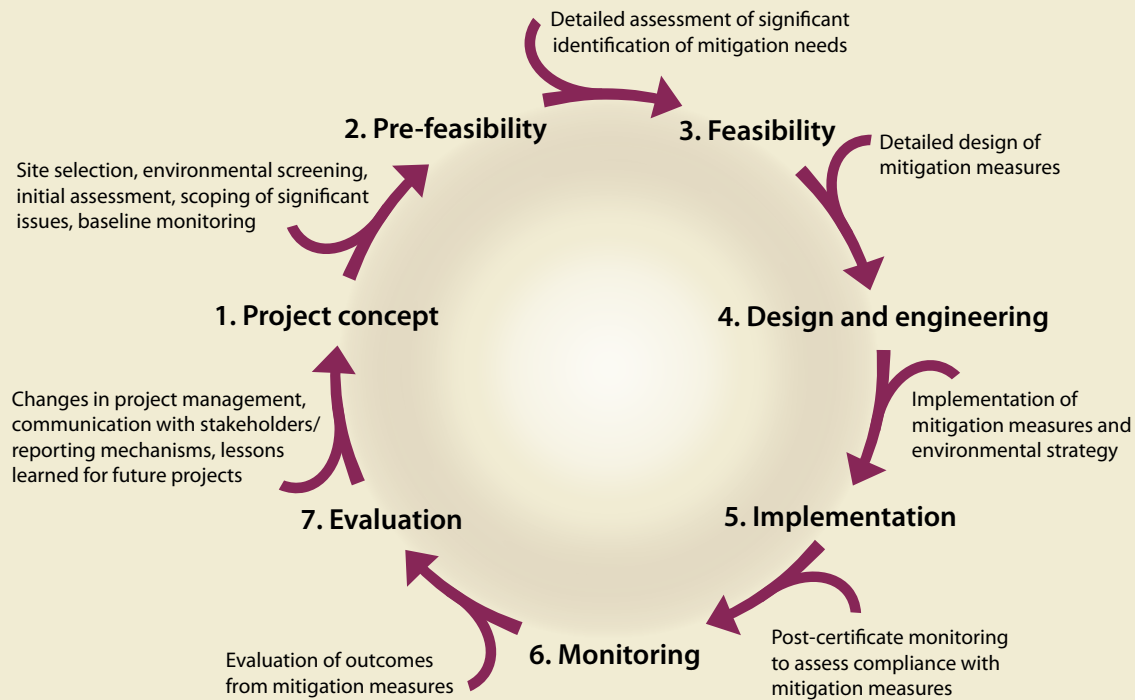 Detailed assessment of significant
identification of mitigation needs
2. Pre-feasibility
3. Feasibility
Detailed design of
mitigation measures
Site selection, environmental screening,
initial assessment, scoping of significant
issues, baseline monitoring
1. Project concept
4. Design and engineering
Changes in project management,
communication with stakeholders/
reporting mechanisms, lessons
learned for future projects
Implementation of
mitigation measures and
environmental strategy
7. Evaluation
5. Implementation
6. Monitoring
Evaluation of outcomes
from mitigation measures
Post-certificate monitoring
to assess compliance with
mitigation measures